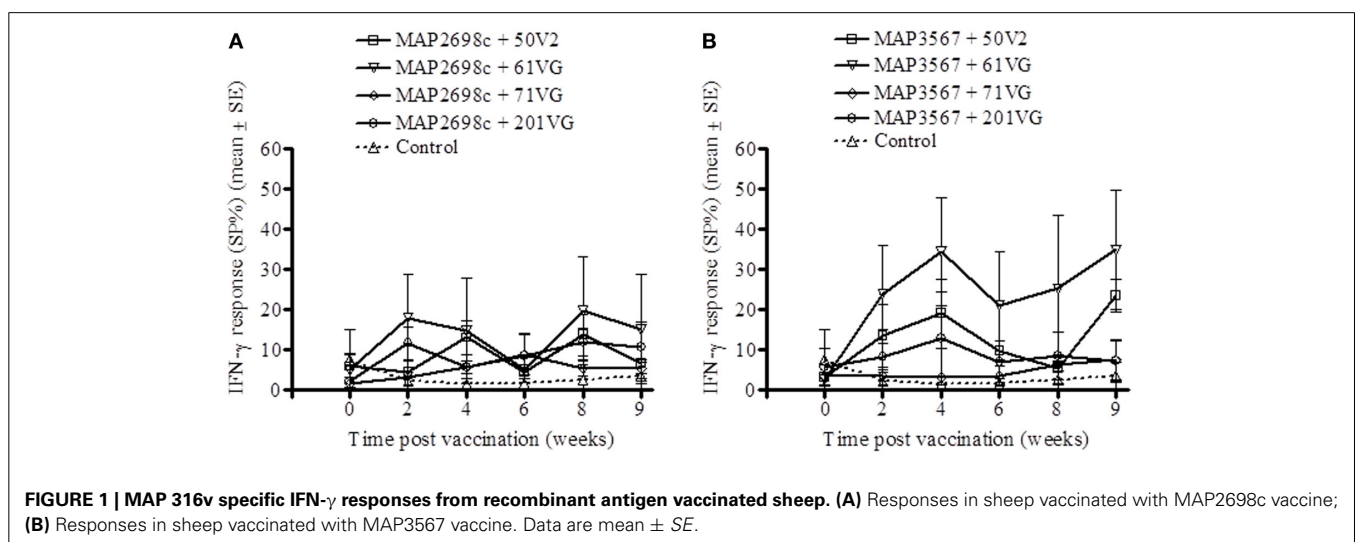 A
MAP2698c + 50V2
MAP2698c + 61VG
MAP2698c + 71VG
MAP2698c + 201VG
Control
IFN-γ response (SP%) (mean ± SE)
60
50
40
30
20
10
0
0 2 4 6 8 9
Time post vaccination (weeks)
B
MAP3567 + 50V2
MAP3567 + 61VG
MAP3567 + 71VG
MAP3567 + 201VG
Control
IFN-γ response (SP%) (mean ± SE)
60
50
40
30
20
10
0
0 2 4 6 8 9
Time post vaccination (weeks)
FIGURE 1 | MAP 316v specific IFN-γ responses from recombinant antigen vaccinated sheep. (A) Responses in sheep vaccinated with MAP2698c vaccine;
(B) Responses in sheep vaccinated with MAP3567 vaccine. Data are mean ± SE.